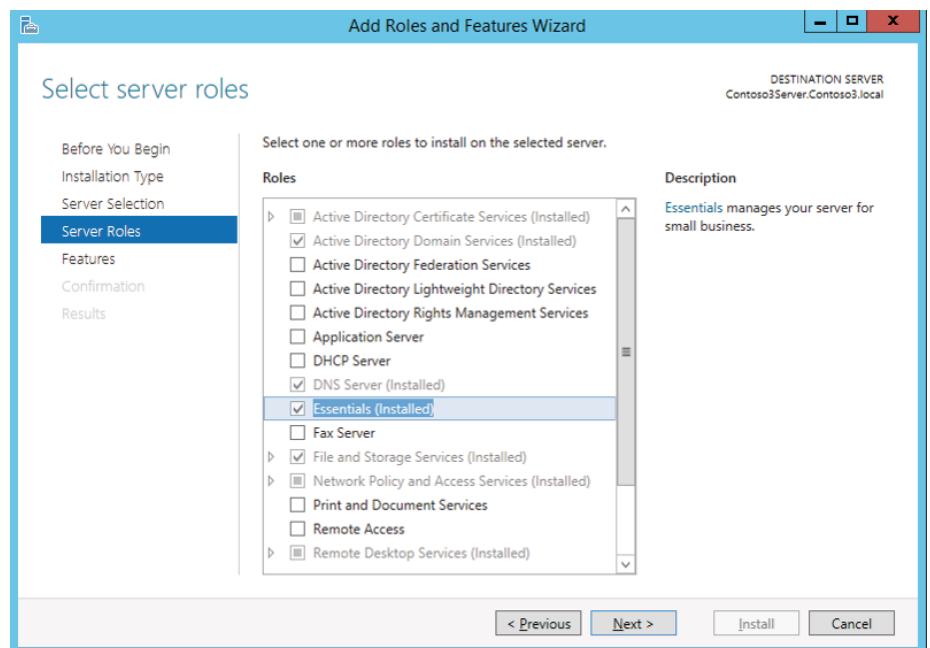 Add Roles and Features Wizard
Select server roles
DESTINATION SERVER
Contoso3Server.Contoso3.local
Before You Begin
Installation Type
Server Selection
Server Roles
Features
Confirmation
Results
Select one or more roles to install on the selected server.
Roles
Active Directory Certificate Services (Installed)
Active Directory Domain Services (Installed)
Active Directory Federation Services
Active Directory Lightweight Directory Services
Active Directory Rights Management Services
Application Server
DHCP Server
DNS Server (Installed)
Essentials (Installed)
Fax Server
File and Storage Services (Installed)
Network Policy and Access Services (Installed)
Print and Document Services
Remote Access
Remote Desktop Services (Installed)
Description
Essentials manages your server for
small business.
< Previous
Next >
Install
Cancel